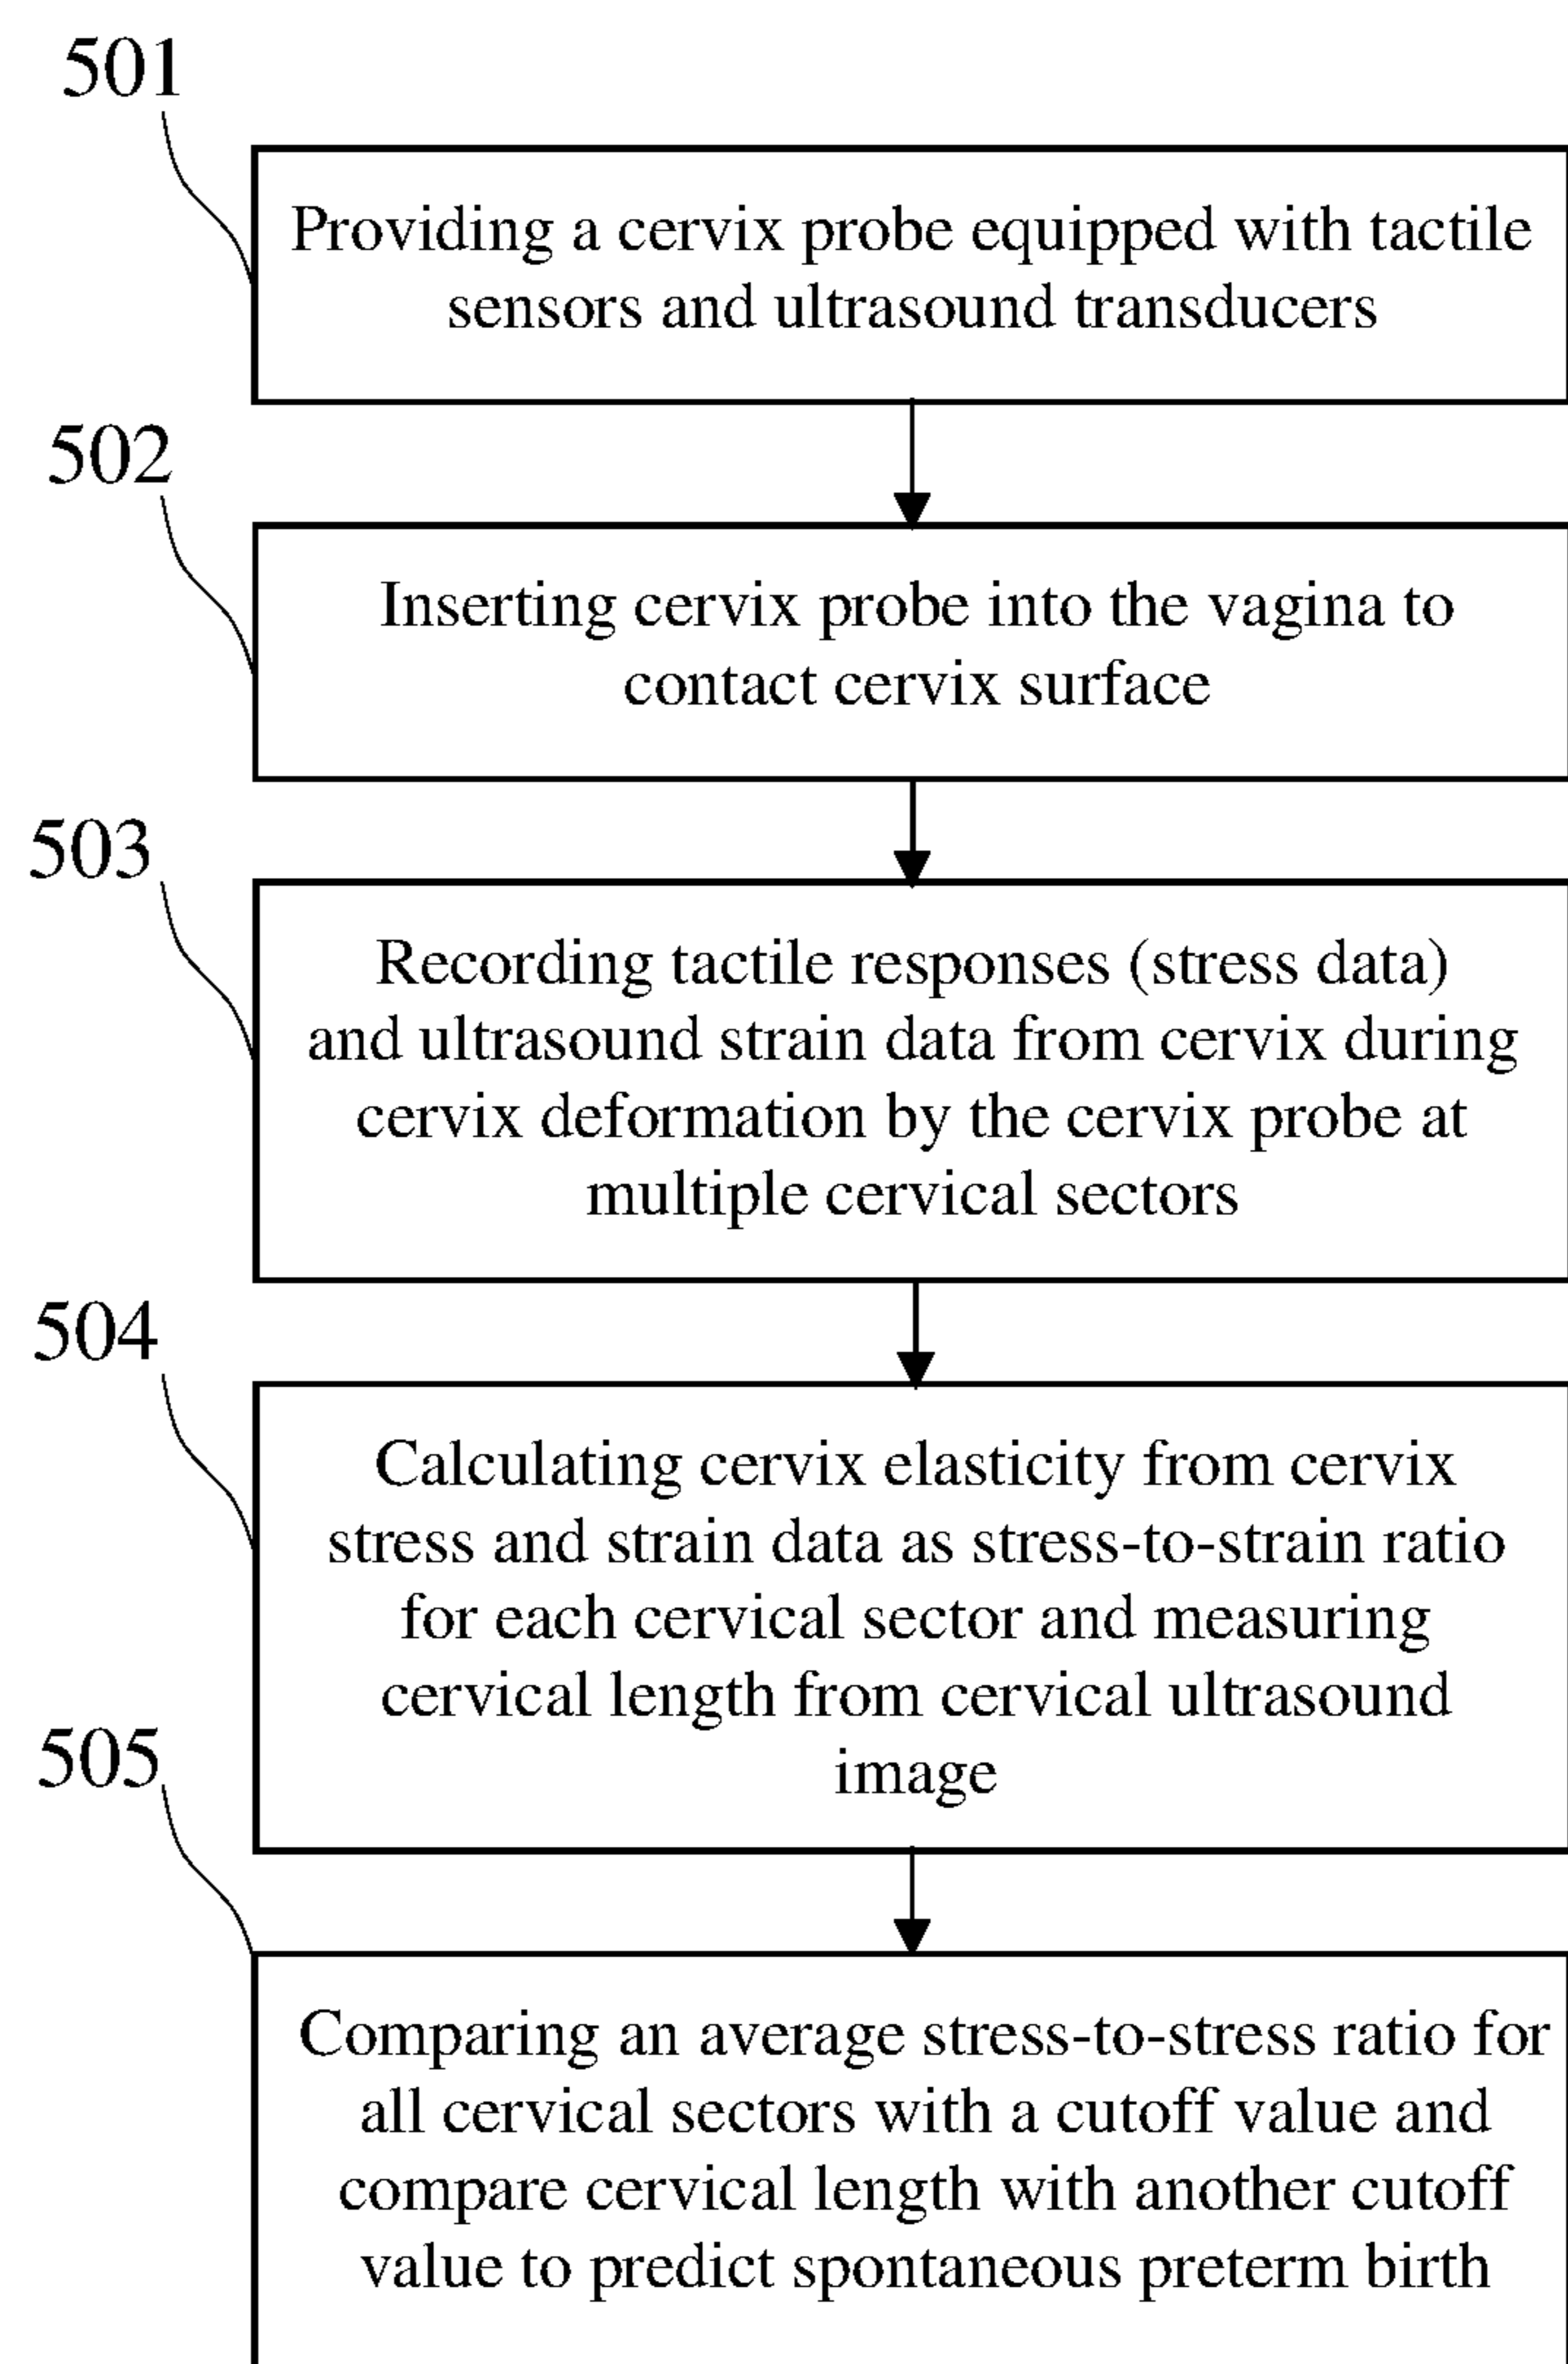 501
Providing a cervix probe equipped with tactile
sensors and ultrasound transducers
502
Inserting cervix probe into the vagina to
contact cervix surface
503
Recording tactile responses (stress data)
and ultrasound strain data from cervix during
cervix deformation by the cervix probe at
multiple cervical sectors
504
Calculating cervix elasticity from cervix
stress and strain data as stress-to-strain ratio
for each cervical sector and measuring
cervical length from cervical ultrasound
image
505
Comparing an average stress-to-stress ratio for
all cervical sectors with a cutoff value and
compare cervical length with another cutoff
value to predict spontaneous preterm birth